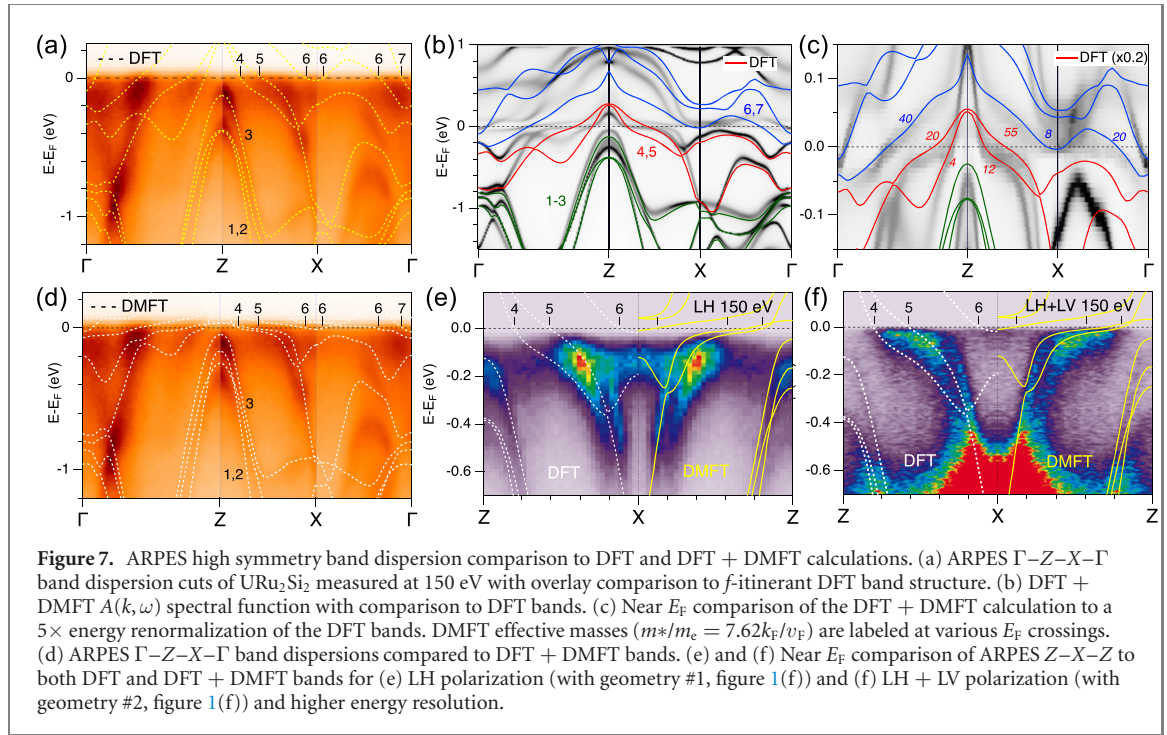 (a)
--- DFT
4 5 6 6 7
0
3
E-E_F (eV)
-1
1,2
Γ Z X Γ
(b)
1
DFT
6,7
0
4,5
E-E_F (eV)
1-3
-1
Γ Z X Γ
(c)
DFT (x0.2)
0.1
40 20 55 8 20
0.0
4 12
-0.1
Γ Z X Γ
(d)
--- DMFT
4 5 6 6 7
0
3
E-E_F (eV)
-1
1,2
Γ Z X Γ
(e)
LH 150 eV
4 5 6
0.0
-0.2
E-E_F (eV)
-0.4
DFT DMFT
-0.6
Z X Z
(f)
LH+LV 150 eV
4 5 6
0.0
-0.2
-0.4
DFT DMFT
-0.6
Z X Z
Figure 7. ARPES high symmetry band dispersion comparison to DFT and DFT + DMFT calculations. (a) ARPES Γ–Z–X–Γ
band dispersion cuts of URu₂Si₂ measured at 150 eV with overlay comparison to f-itinerant DFT band structure. (b) DFT +
DMFT A(k, ω) spectral function with comparison to DFT bands. (c) Near E_F comparison of the DFT + DMFT calculation to a
5× energy renormalization of the DFT bands. DMFT effective masses (m∗/m_e = 7.62k_F/v_F) are labeled at various E_F crossings.
(d) ARPES Γ–Z–X–Γ band dispersions compared to DFT + DMFT bands. (e) and (f) Near E_F comparison of ARPES Z–X–Z to
both DFT and DFT + DMFT bands for (e) LH polarization (with geometry #1, figure 1(f)) and (f) LH + LV polarization (with
geometry #2, figure 1(f)) and higher energy resolution.